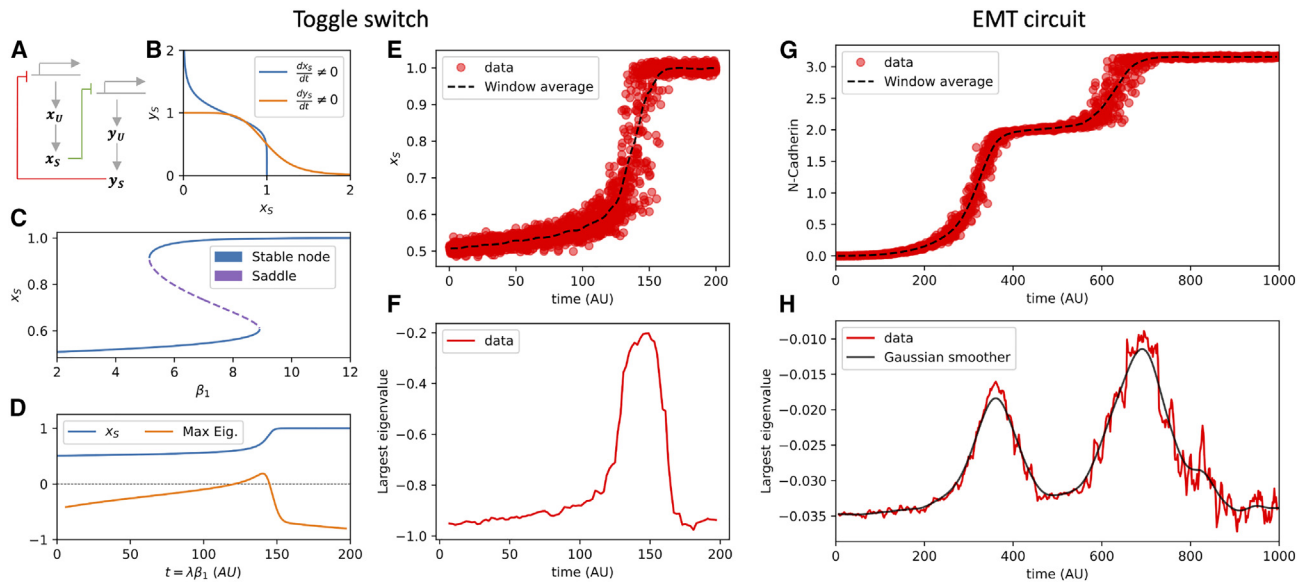 Toggle switch
EMT circuit
A
x_U
x_S
y_U
y_S
B
2
1
0
y_S
0
1
2
x_S
dx_S/dt ≠ 0
dy_S/dt ≠ 0
C
1.0
0.8
0.6
x_S
2
4
6
8
10
12
β_1
Stable node
Saddle
D
x_S
Max Eig.
1
0
−1
0
50
100
150
200
t = λβ_1 (AU)
E
data
Window average
1.0
0.9
0.8
0.7
0.6
0.5
x_S
0
50
100
150
200
time (AU)
F
data
−0.2
−0.4
−0.6
−0.8
−1.0
Largest eigenvalue
0
50
100
150
200
time (AU)
G
data
Window average
3.0
2.5
2.0
1.5
1.0
0.5
0.0
N-Cadherin
0
200
400
600
800
1000
time (AU)
H
data
Gaussian smoother
−0.010
−0.015
−0.020
−0.025
−0.030
−0.035
Largest eigenvalue
0
200
400
600
800
1000
time (AU)